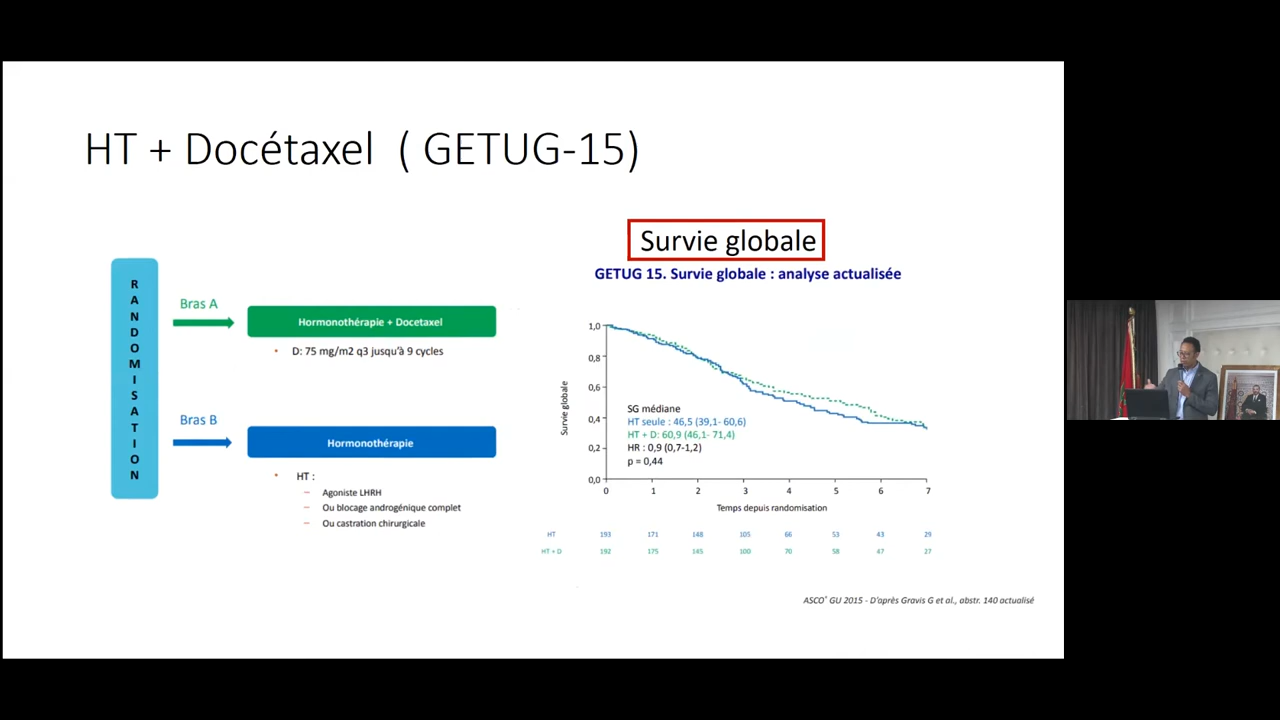 HT + Docétaxel ( GETUG-15)
RANDOMISATION
Bras A
Hormonothérapie + Docetaxel
• D: 75 mg/m2 q3 jusqu'à 9 cycles
Bras B
Hormonothérapie
• HT :
– Agoniste LHRH
– Ou blocage androgénique complet
– Ou castration chirurgicale
Survie globale
GETUG 15. Survie globale : analyse actualisée
Survie globale
1,0
0,8
0,6
0,4
0,2
0,0
SG médiane
HT seule : 46,5 (39,1- 60,6)
HT + D: 60,9 (46,1- 71,4)
HR : 0,9 (0,7-1,2)
p = 0,44
0 1 2 3 4 5 6 7
Temps depuis randomisation
HT 193 171 148 105 66 53 43 29
HT + D 192 175 145 100 70 58 47 27
ASCO® GU 2015 - D'après Gravis G et al., abstr. 140 actualisé